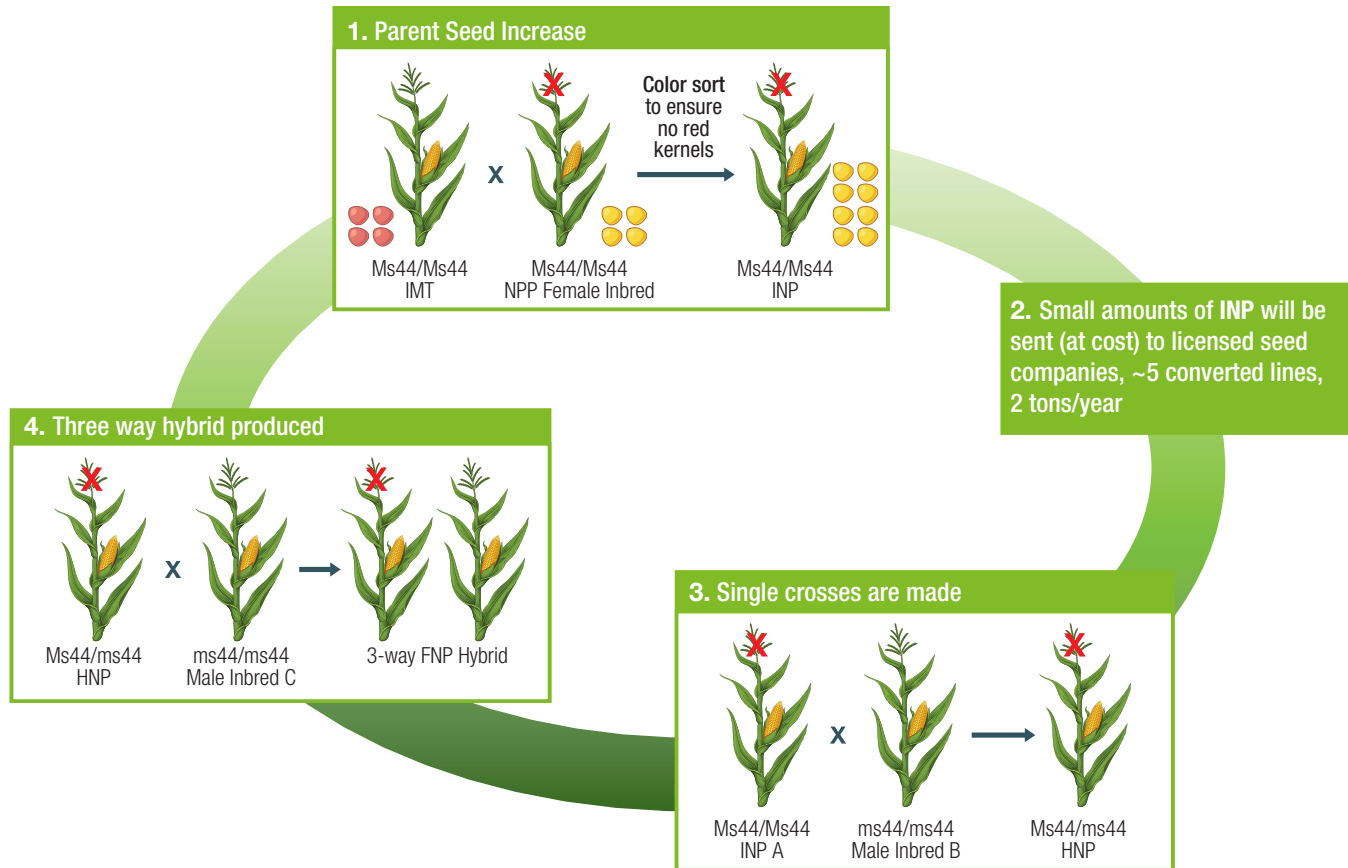 1. Parent Seed Increase
X
X
X
Color sort
to ensure
no red
kernels
Ms44/Ms44
IMT
Ms44/Ms44
NPP Female Inbred
Ms44/Ms44
INP
2. Small amounts of INP will be
sent (at cost) to licensed seed
companies, ~5 converted lines,
2 tons/year
3. Single crosses are made
X
X
X
Ms44/Ms44
INP A
ms44/ms44
Male Inbred B
Ms44/ms44
HNP
4. Three way hybrid produced
X
X
X
Ms44/ms44
HNP
ms44/ms44
Male Inbred C
3-way FNP Hybrid